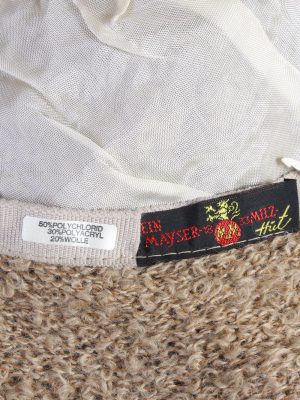 50%POLYCHLORID
30%POLYACRYL
20%WOLLE
EIN
MAYSER-MILZ
Hut